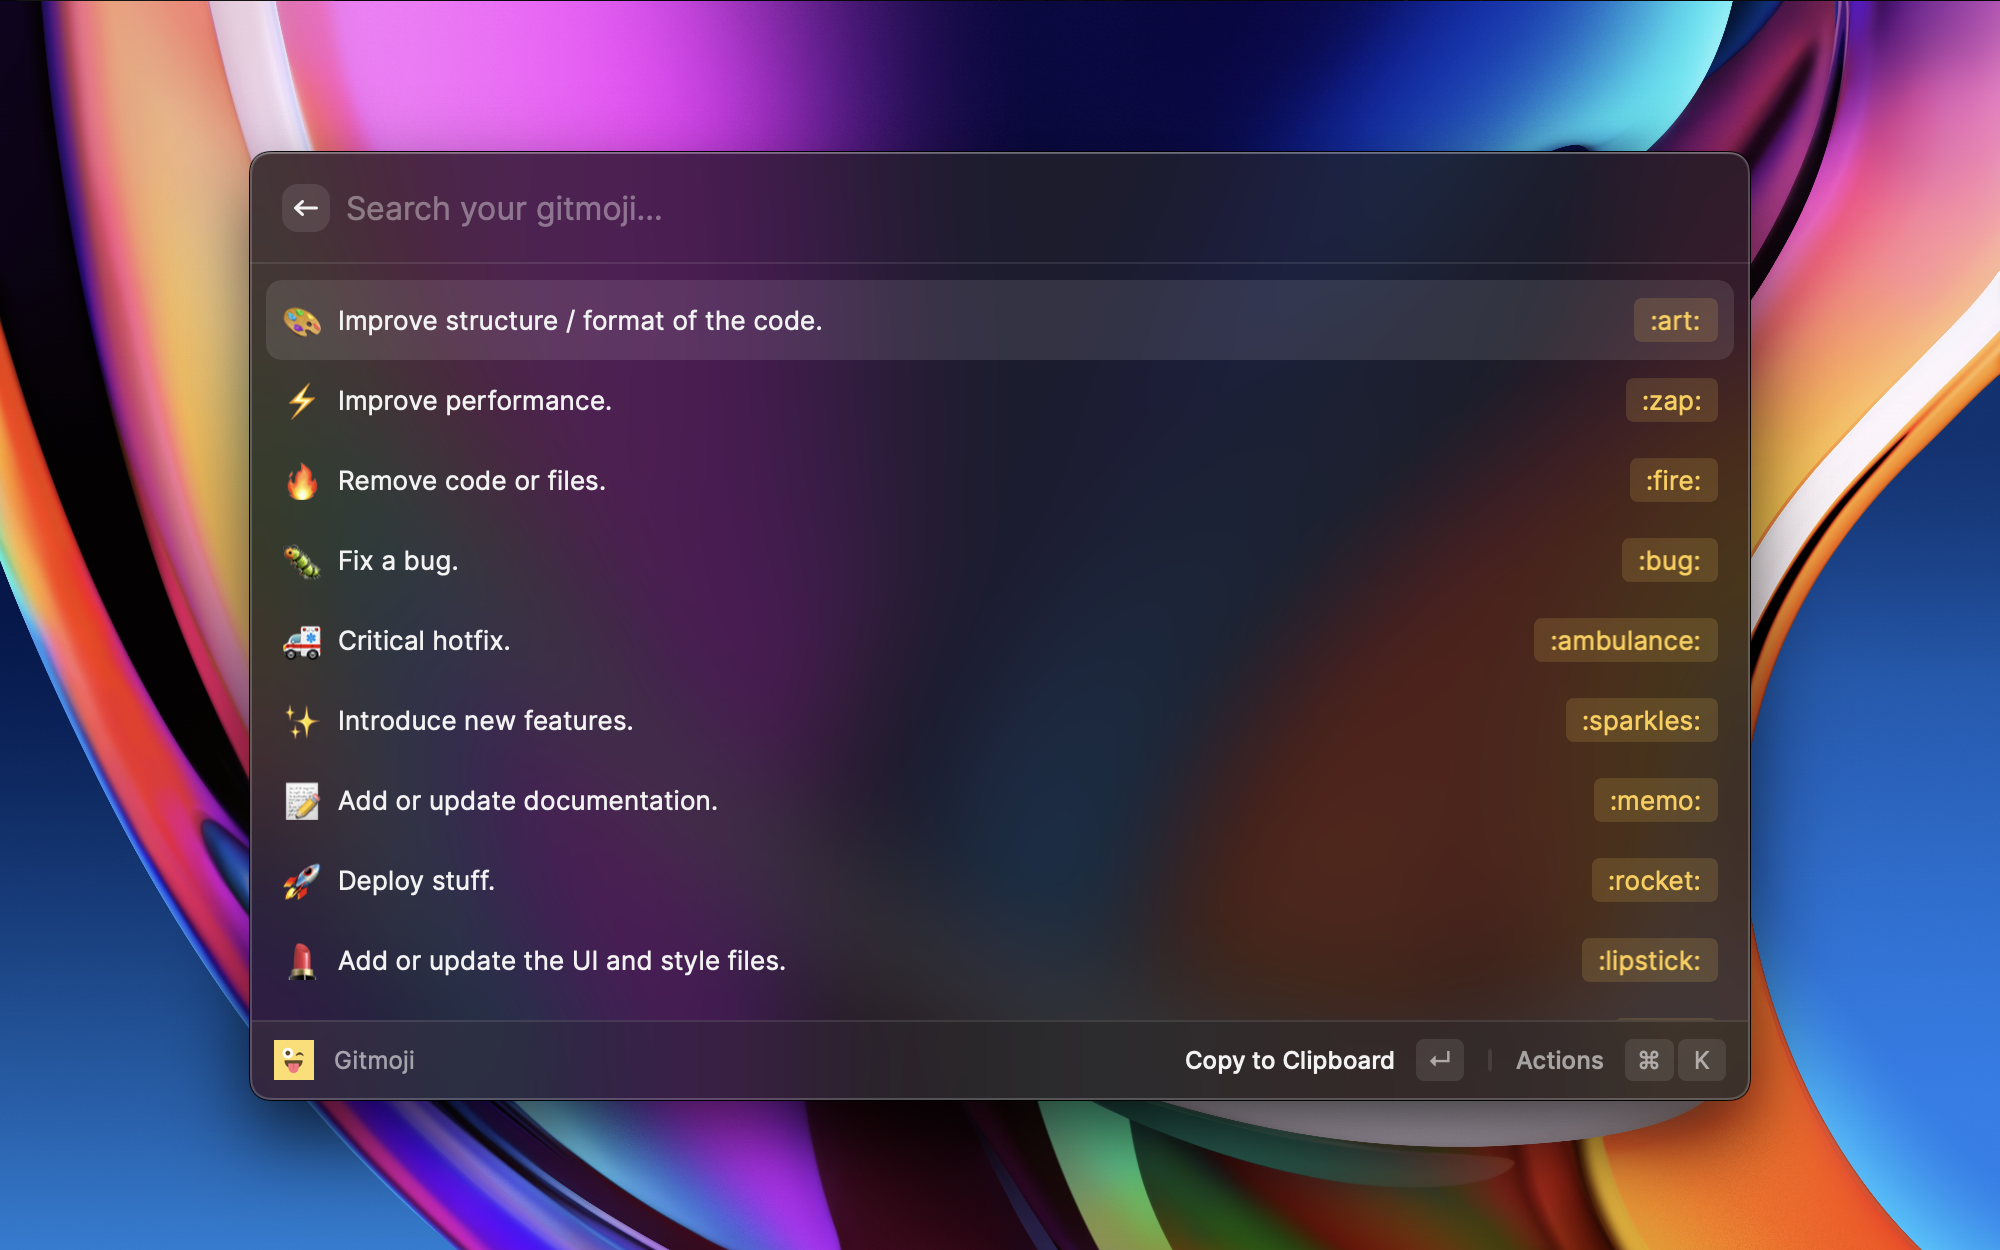 Search your gitmoji...
Improve structure / format of the code. :art:
Improve performance. :zap:
Remove code or files. :fire:
Fix a bug. :bug:
Critical hotfix. :ambulance:
Introduce new features. :sparkles:
Add or update documentation. :memo:
Deploy stuff. :rocket:
Add or update the UI and style files. :lipstick:
Gitmoji Copy to Clipboard ↵ Actions ⌘ K